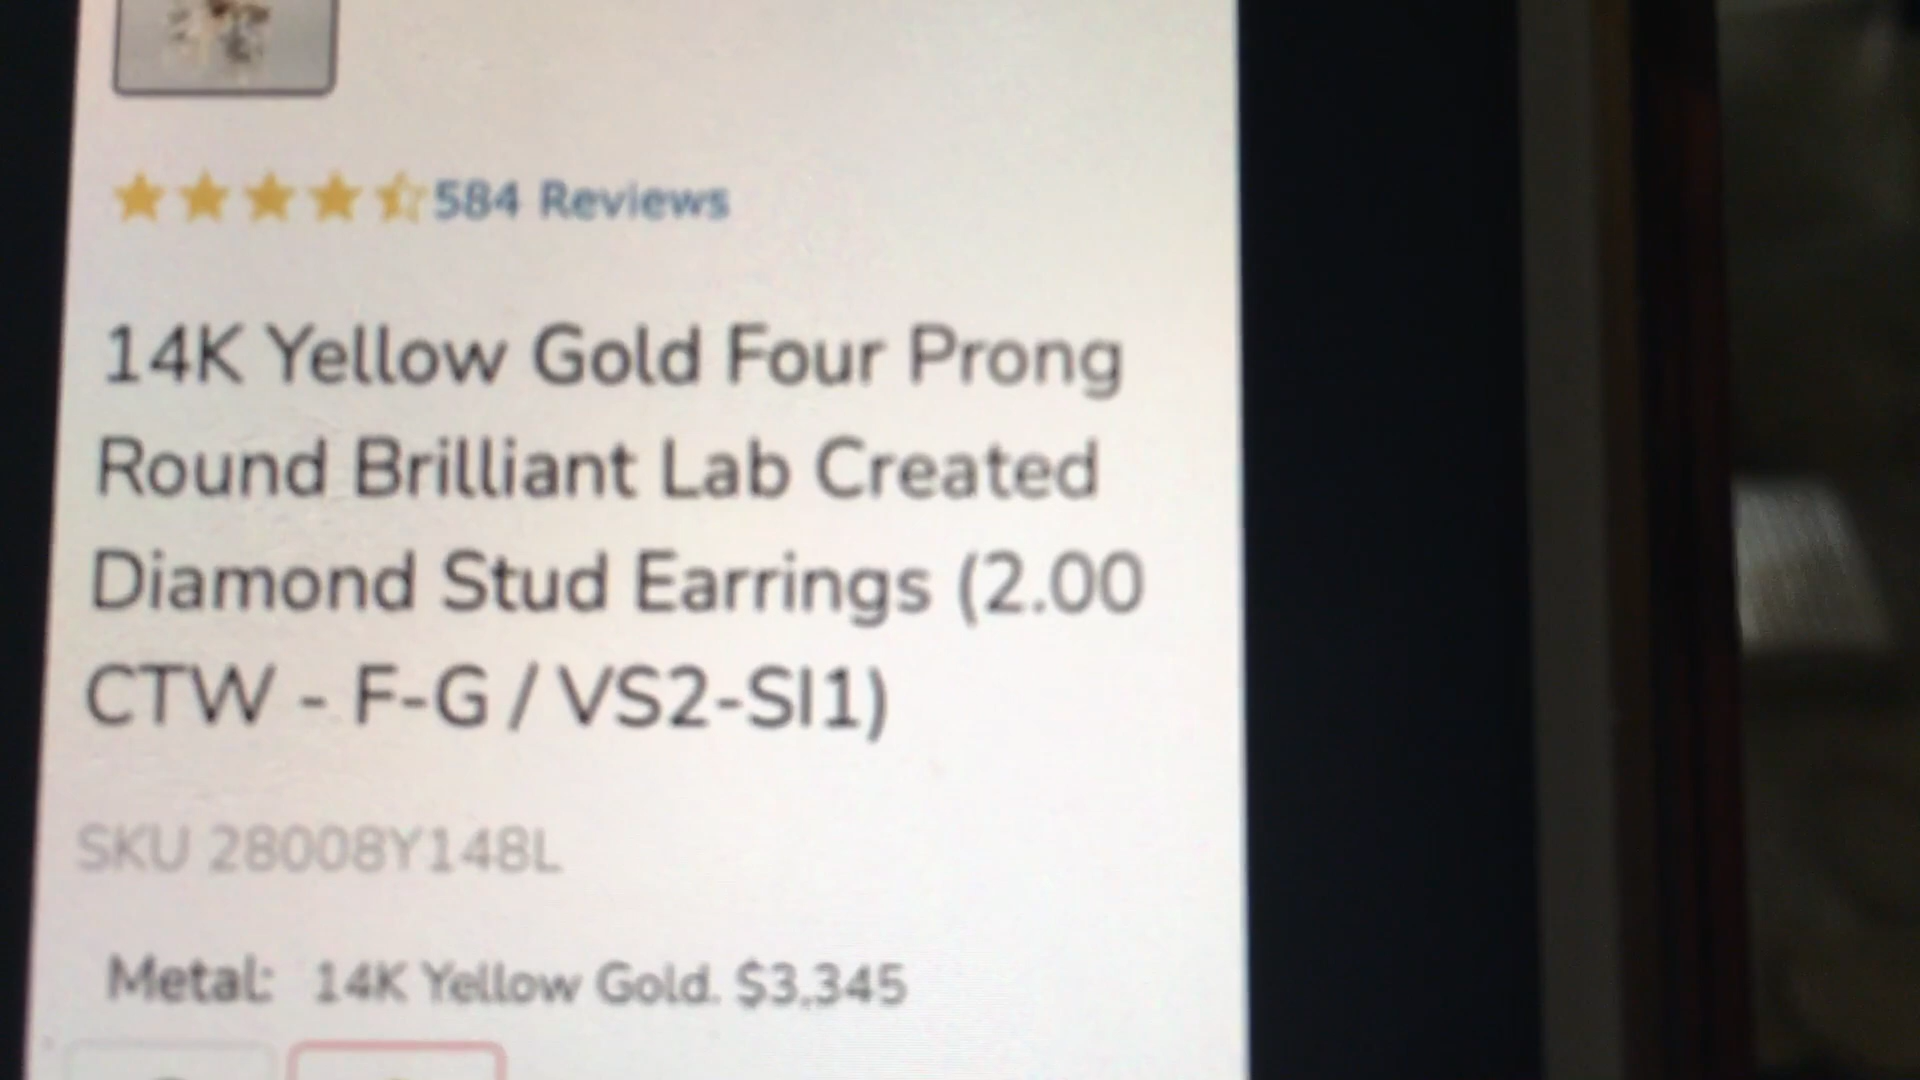 584 Reviews
14K Yellow Gold Four Prong
Round Brilliant Lab Created
Diamond Stud Earrings (2.00
CTW - F-G / VS2-SI1)
SKU 28008Y148L
Metal: 14K Yellow Gold. $3,345